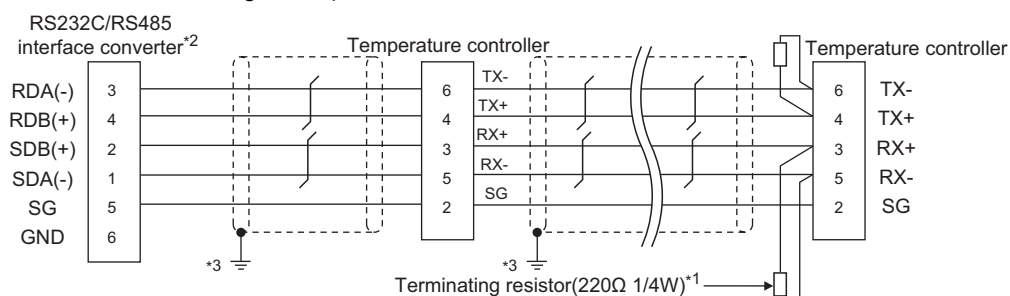 RS232C/RS485
interface converter*2
Temperature controller
Temperature controller
RDA(-) 3 6 TX- 6 TX-
RDB(+) 4 4 TX+ 4 TX+
SDB(+) 2 3 RX+ 3 RX+
SDA(-) 1 5 RX- 5 RX-
SG 5 2 SG 2 SG
GND 6
*3 *3
Terminating resistor(220Ω 1/4W)*1